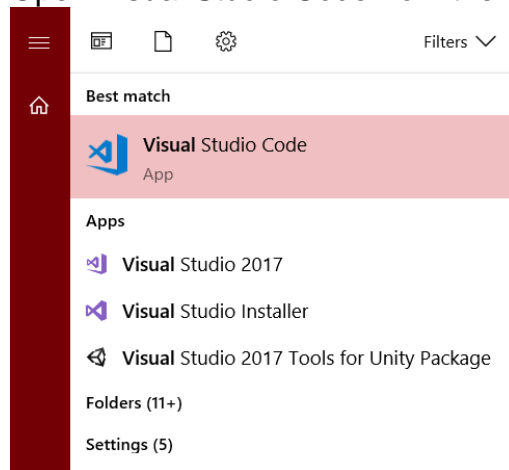 Filters
Best match
Visual Studio Code
App
Apps
Visual Studio 2017
Visual Studio Installer
Visual Studio 2017 Tools for Unity Package
Folders (11+)
Settings (5)